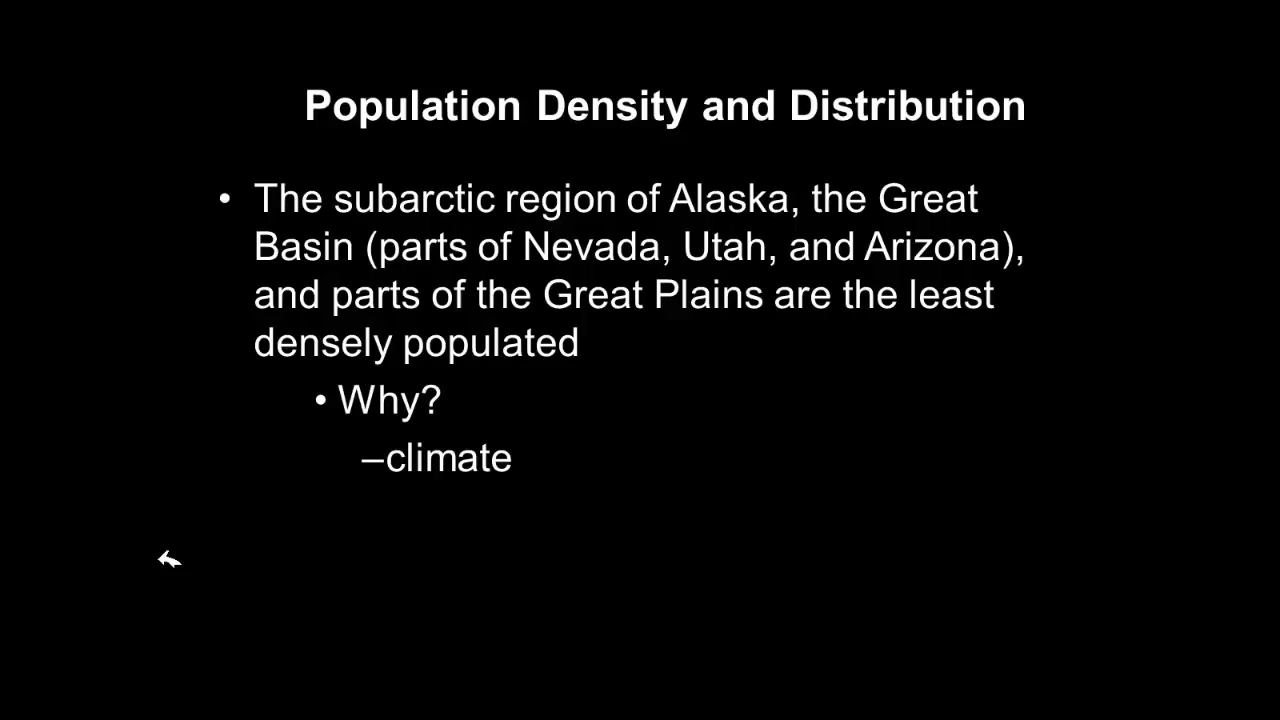 Population Density and Distribution
• The subarctic region of Alaska, the Great
Basin (parts of Nevada, Utah, and Arizona),
and parts of the Great Plains are the least
densely populated
• Why?
–climate